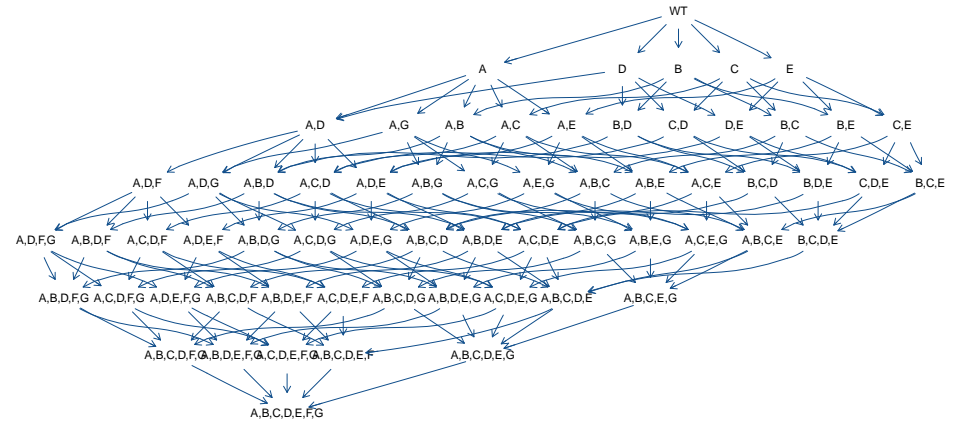 WT
A D B C E
A,D A,G A,B A,C A,E B,D C,D D,E B,C B,E C,E
A,D,F A,D,G A,B,D A,C,D A,D,E A,B,G A,C,G A,E,G A,B,C A,B,E A,C,E B,C,D B,D,E C,D,E B,C,E
A,D,F,G A,B,D,F A,C,D,F A,D,E,F A,B,D,G A,C,D,G A,D,E,G A,B,C,D A,B,D,E A,C,D,E A,B,C,G A,B,E,G A,C,E,G A,B,C,E B,C,D,E
A,B,D,F,G A,C,D,F,G A,D,E,F,G A,B,C,D,F A,B,D,E,F A,C,D,E,F A,B,C,D,G A,B,D,E,G A,C,D,E,G A,B,C,D,E A,B,C,E,G
A,B,C,D,F,G A,B,D,E,F,G A,C,D,E,F,G A,B,C,D,E,F A,B,C,D,E,G
A,B,C,D,E,F,G